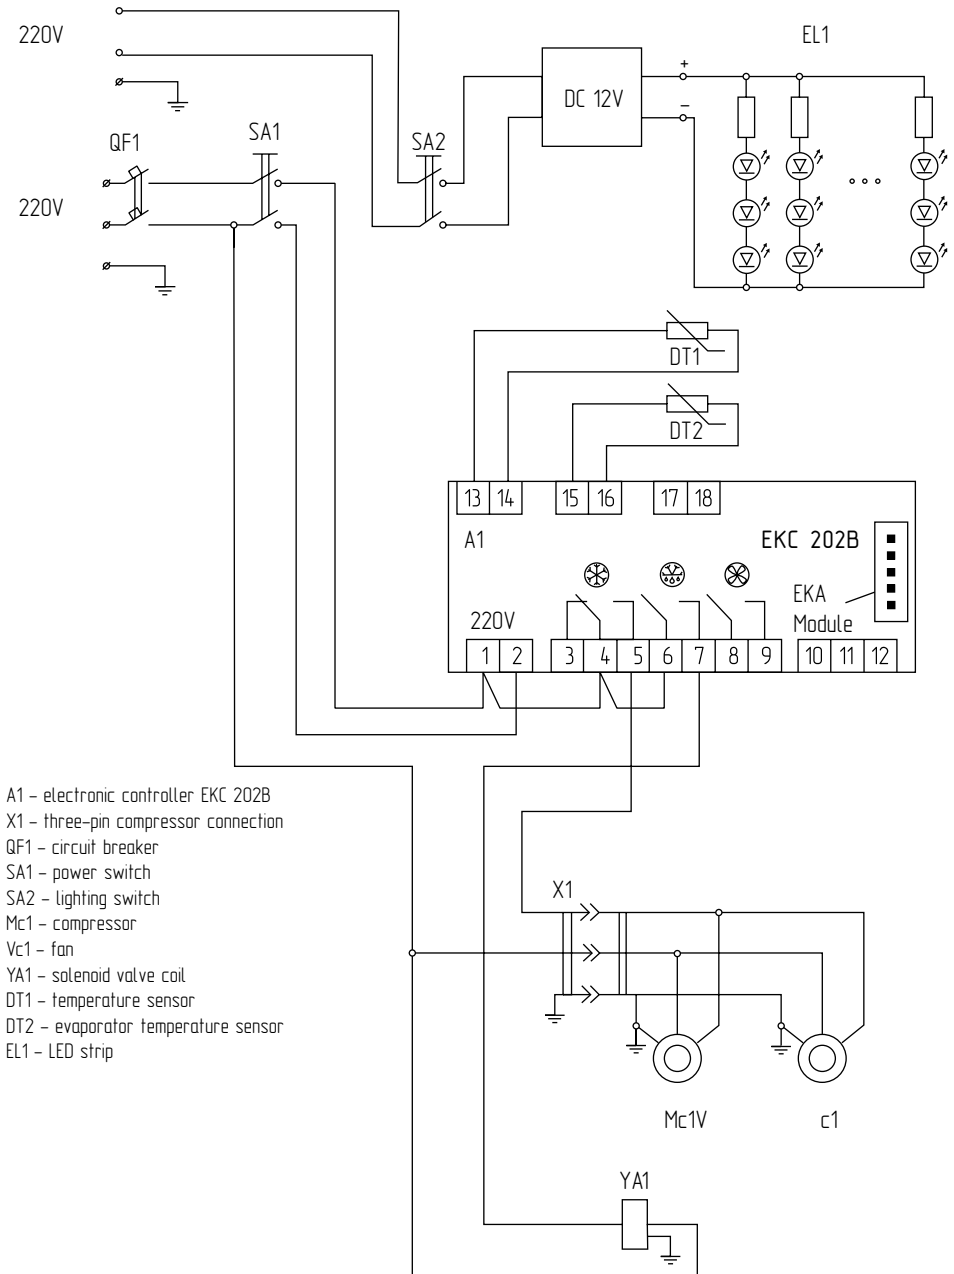 220V
EL1
+
DC 12V
–
QF1
SA1
SA2
220V
DT1
DT2
13 14 15 16 17 18
A1
EKC 202B
EKA
Module
220V
1 2 3 4 5 6 7 8 9 10 11 12
A1 – electronic controller EKC 202B
X1 – three-pin compressor connection
QF1 – circuit breaker
SA1 – power switch
SA2 – lighting switch
Mc1 – compressor
Vc1 – fan
YA1 – solenoid valve coil
DT1 – temperature sensor
DT2 – evaporator temperature sensor
EL1 – LED strip
X1
Mc1V
c1
YA1